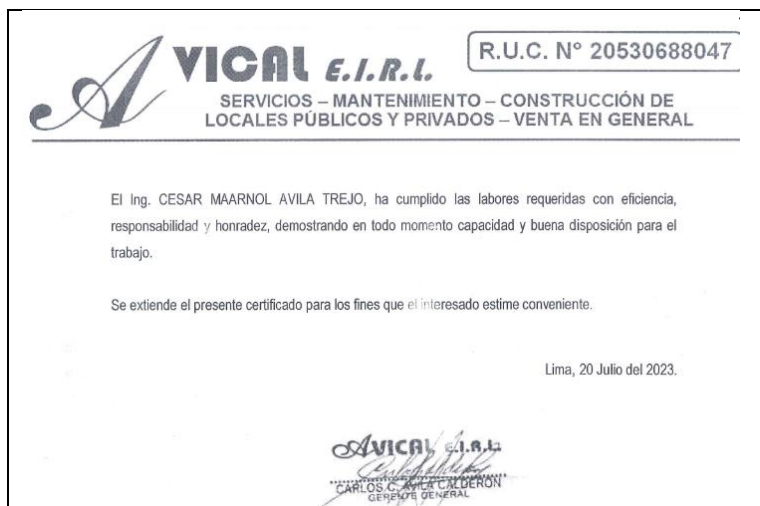 AVICAL E.I.R.L.
R.U.C. N° 20530688047
SERVICIOS – MANTENIMIENTO – CONSTRUCCIÓN DE
LOCALES PÚBLICOS Y PRIVADOS – VENTA EN GENERAL
El Ing. CESAR MAARNOL AVILA TREJO, ha cumplido las labores requeridas con eficiencia,
responsabilidad y honradez, demostrando en todo momento capacidad y buena disposición para el
trabajo.
Se extiende el presente certificado para los fines que el interesado estime conveniente.
Lima, 20 Julio del 2023.
AVICAL E.I.R.L.
CARLOS C. AVILA CALDERON
GERENTE GENERAL